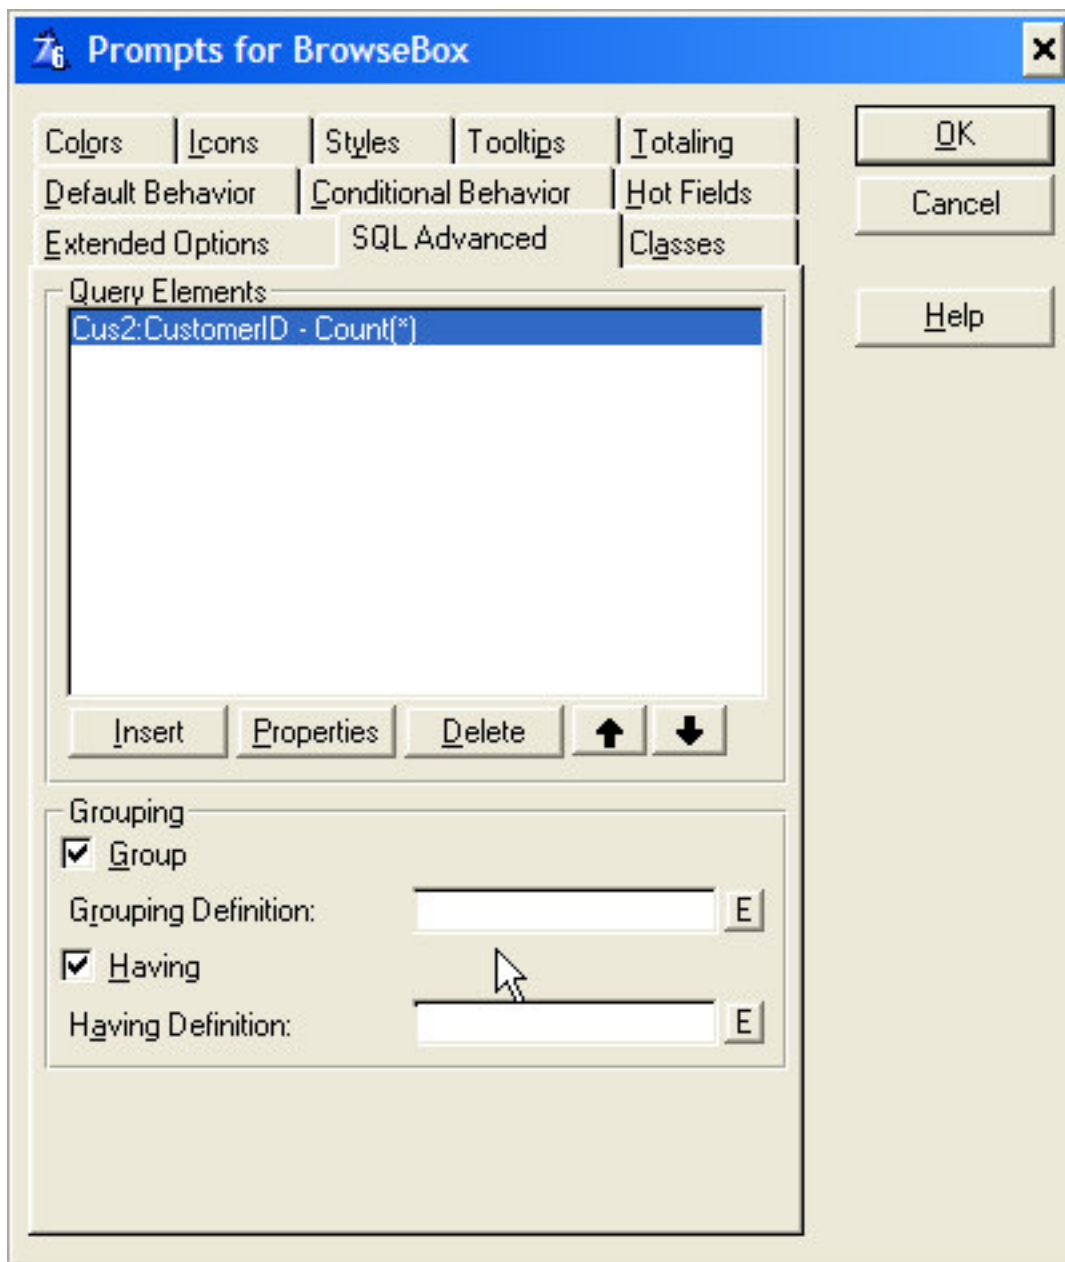 Prompts for BrowseBox
Colors Icons Styles Tooltips Totaling
Default Behavior Conditional Behavior Hot Fields
Extended Options SQL Advanced Classes
OK
Cancel
Help
Query Elements
Cus2:CustomerID - Count(*)
Insert Properties Delete
Grouping
Group
Grouping Definition: E
Having
Having Definition: E